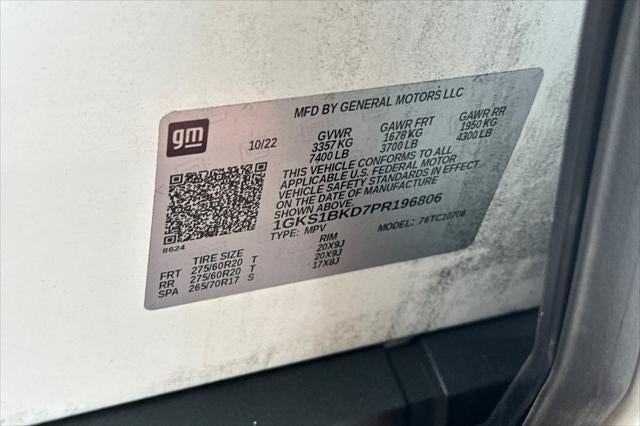 MFD BY GENERAL MOTORS LLC
gm
10/22
GVWR GAWR FRT GAWR RR
3357 KG 1678 KG 1950 KG
7400 LB 3700 LB 4300 LB
THIS VEHICLE CONFORMS TO ALL
APPLICABLE U.S. FEDERAL MOTOR
VEHICLE SAFETY STANDARDS IN EFFECT
ON THE DATE OF MANUFACTURE
SHOWN ABOVE.
1GKS1BKD7PR196806
TYPE: MPV MODEL: 76TC10706
8624
TIRE SIZE RIM
FRT 275/60R20 T 20X9J
RR 275/60R20 T 20X9J
SPA 265/70R17 S 17X8J